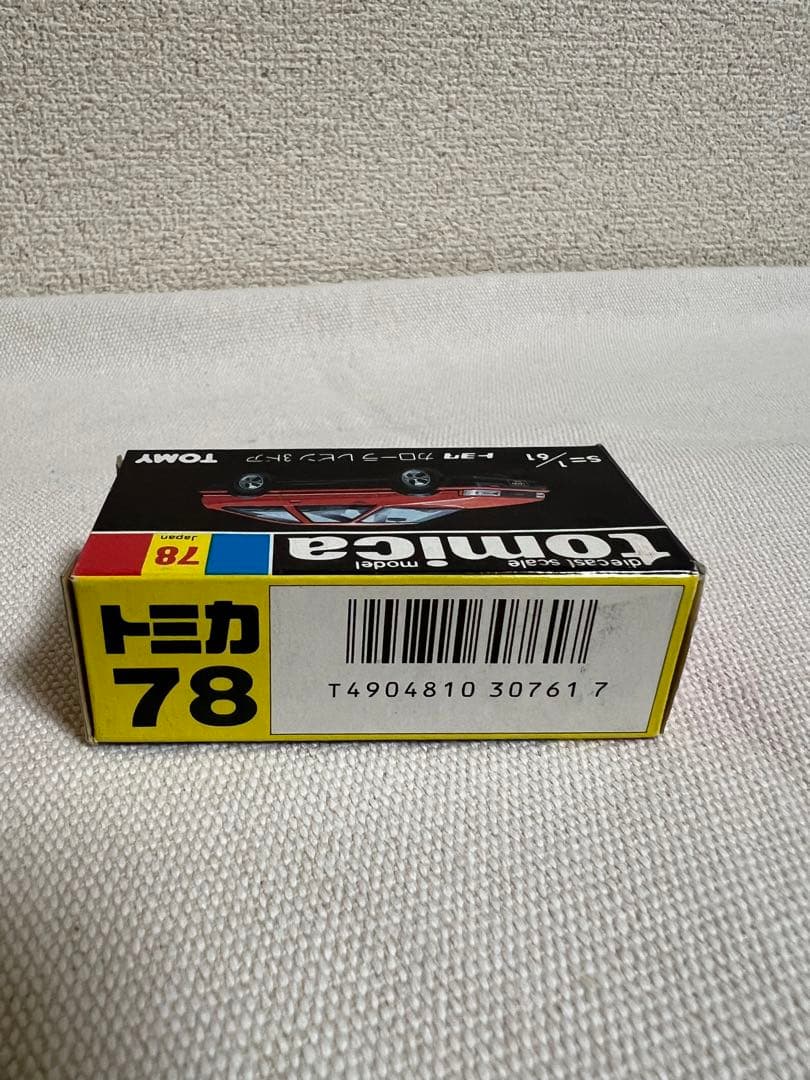 S=1/61 トヨタ カローラ レビン 3ドア TOMY
diecast scale model
tomica
78
Japan
トミカ
78
T4904810 30761 7